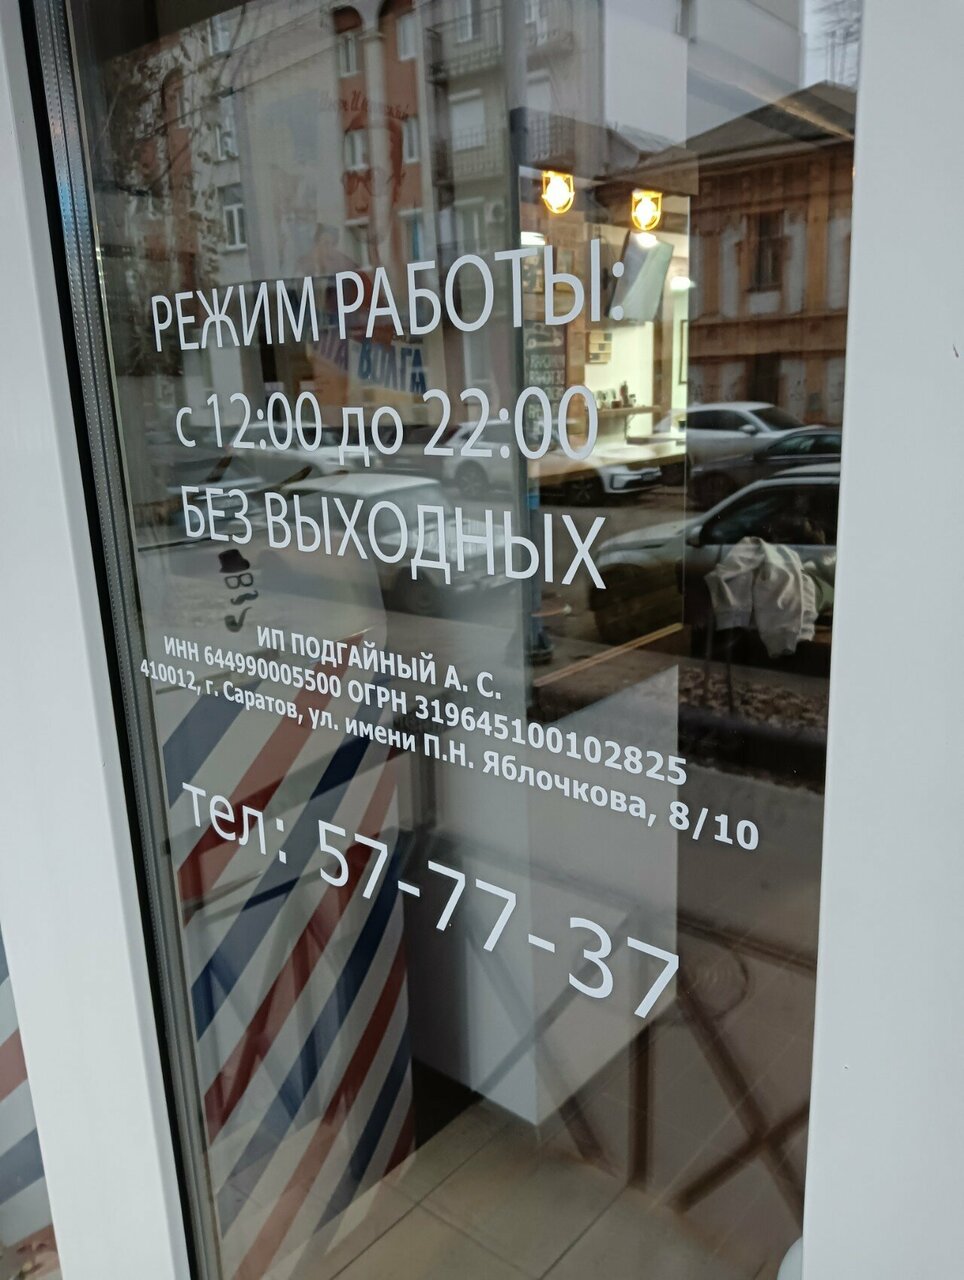 РЕЖИМ РАБОТЫ:
с 12:00 до 22:00
БЕЗ ВЫХОДНЫХ
ИП ПОДГАЙНЫЙ А. С.
ИНН 644990005500 ОГРН 319645100102825
410012, г. Саратов, ул. имени П.Н. Яблочкова, 8/10
тел: 57-77-37